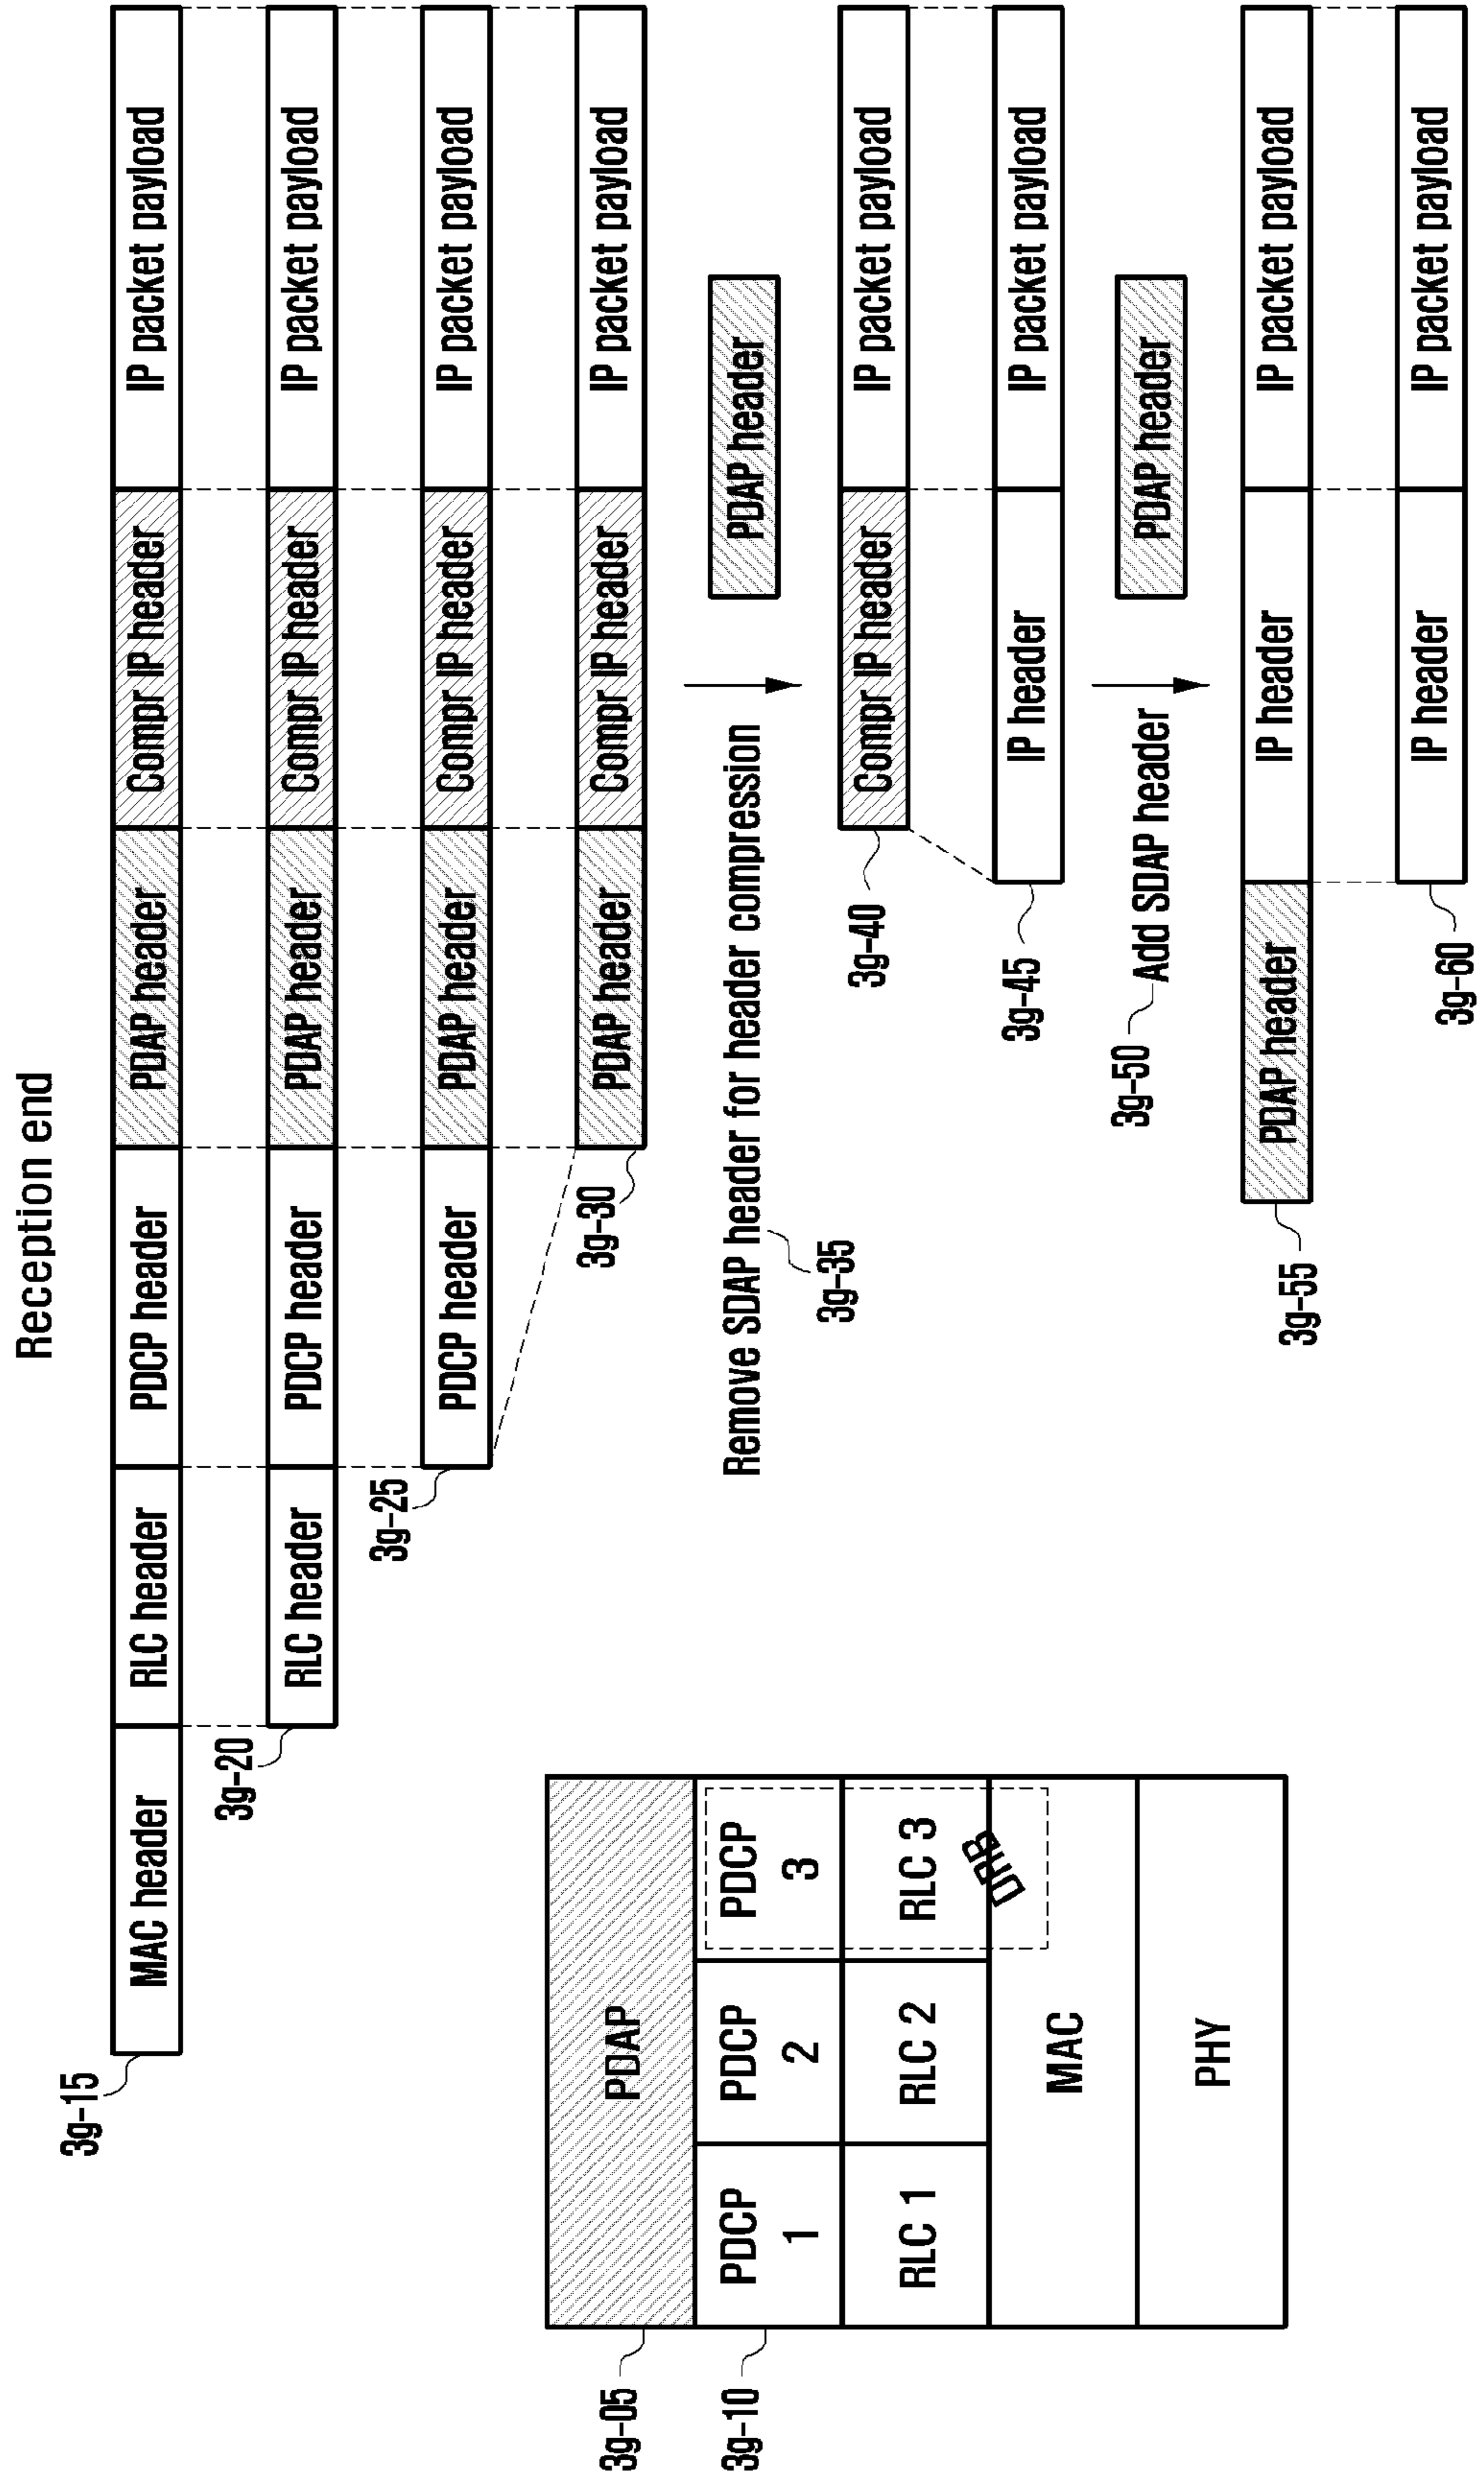 Reception end
3g-15
MAC header RLC header PDCP header PDAP header Compr IP header IP packet payload
3g-20
RLC header PDCP header PDAP header Compr IP header IP packet payload
3g-25
PDCP header PDAP header Compr IP header IP packet payload
3g-30
PDAP header Compr IP header IP packet payload
Remove SDAP header for header compression
3g-35
PDAP header
3g-40
Compr IP header IP packet payload
3g-45
IP header IP packet payload
3g-50
Add SDAP header
PDAP header
3g-55
PDAP header IP header IP packet payload
3g-60
IP header IP packet payload
3g-05
PDAP
3g-10
PDCP 1
PDCP 2
PDCP 3
RLC 1
RLC 2
RLC 3
DRB
MAC
PHY